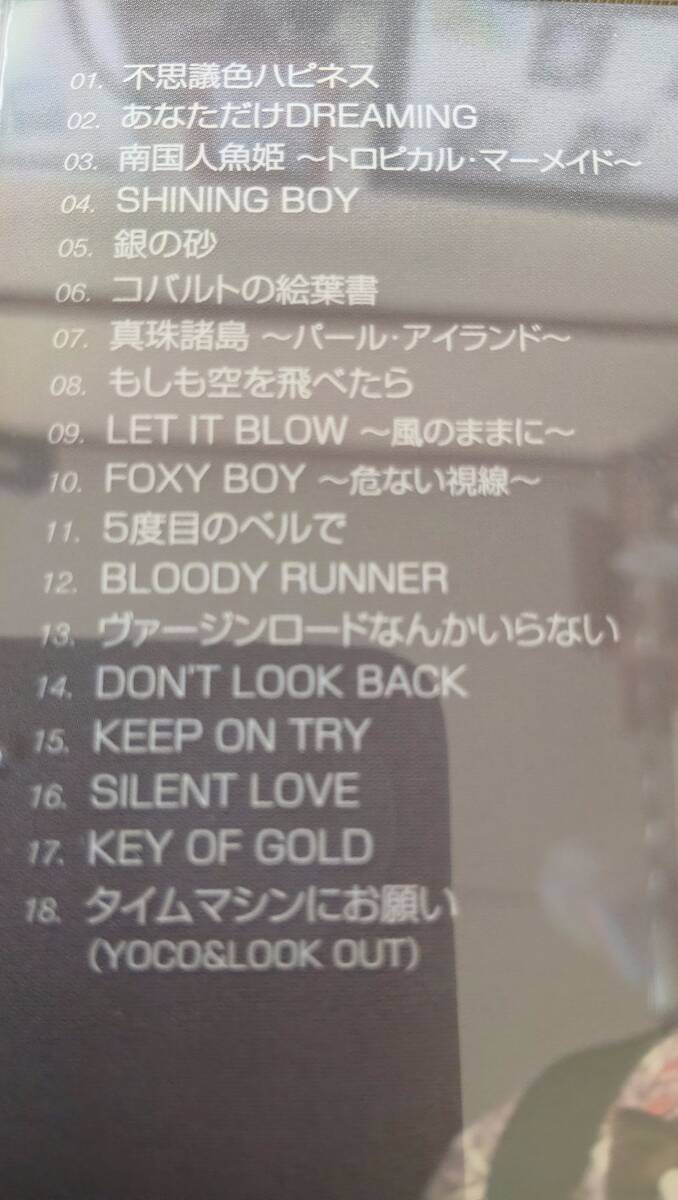 01. 不思議色ハピネス
02. あなただけDREAMING
03. 南国人魚姫 ～トロピカル・マーメイド～
04. SHINING BOY
05. 銀の砂
06. コバルトの絵葉書
07. 真珠諸島 ～パール・アイランド～
08. もしも空を飛べたら
09. LET IT BLOW ～風のままに～
10. FOXY BOY ～危ない視線～
11. 5度目のベルで
12. BLOODY RUNNER
13. ヴァージンロードなんかいらない
14. DON'T LOOK BACK
15. KEEP ON TRY
16. SILENT LOVE
17. KEY OF GOLD
18. タイムマシンにお願い
(YOCO&LOOK OUT)